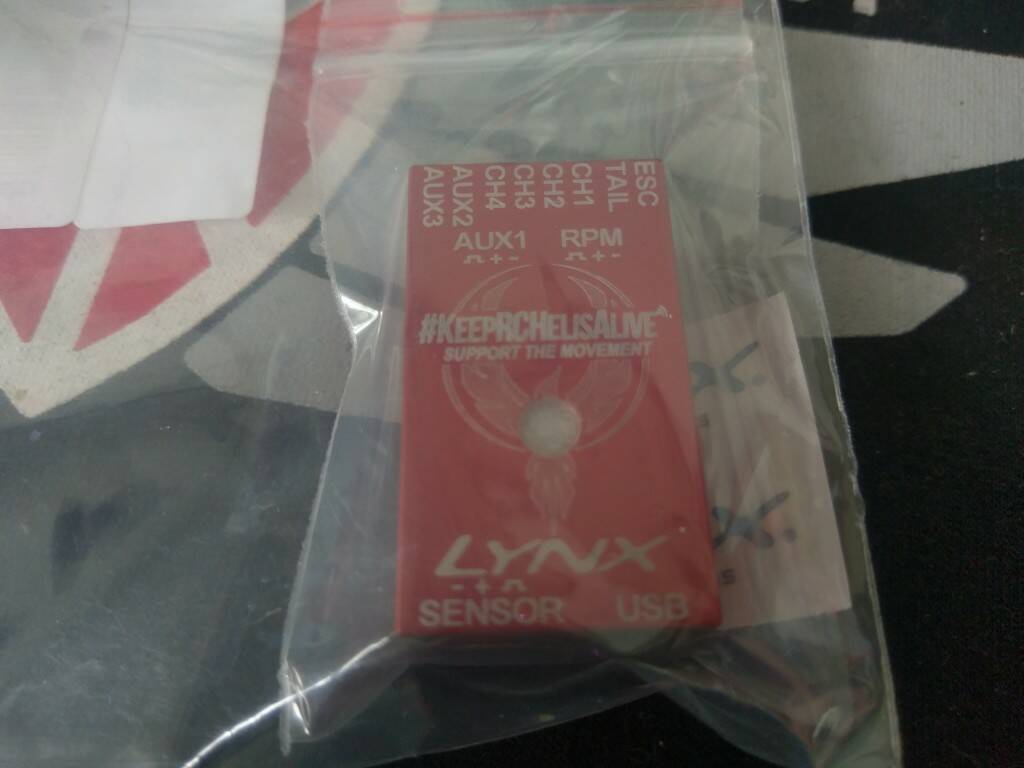 ESC
TAIL
CH1
CH2
CH3
CH4
AUX2
AUX3
AUX1 RPM
+ - + -
#KEEPRCHELISALIVE
SUPPORT THE MOVEMENT
LYNX
- +
SENSOR USB